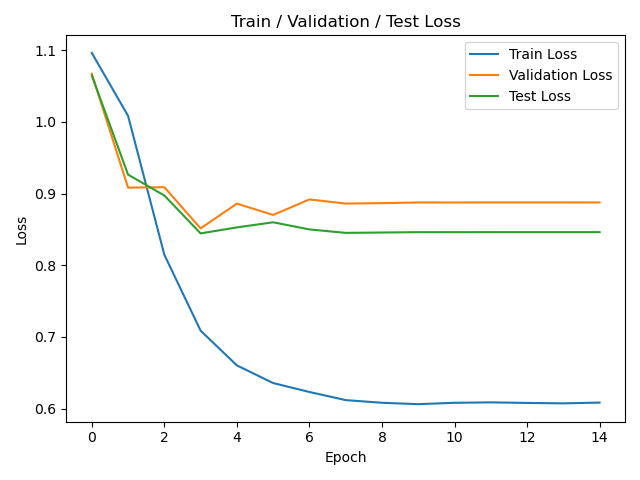 Train / Validation / Test Loss
Train Loss
Validation Loss
Test Loss
1.1
1.0
0.9
0.8
0.7
0.6
Loss
0 2 4 6 8 10 12 14
Epoch